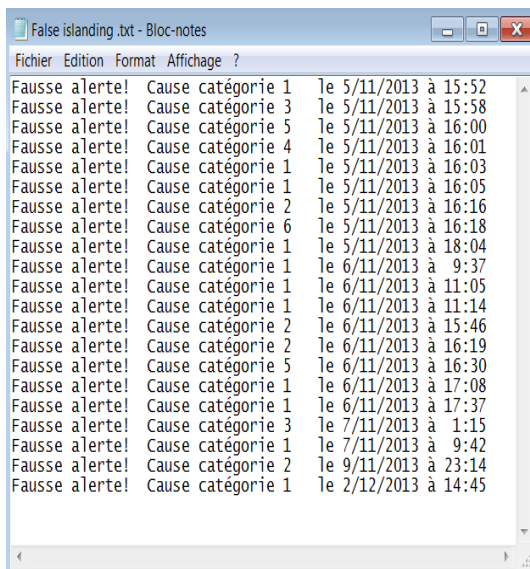 False islanding .txt - Bloc-notes
Fichier Edition Format Affichage ?
Fausse alerte! Cause catégorie 1 le 5/11/2013 à 15:52
Fausse alerte! Cause catégorie 3 le 5/11/2013 à 15:58
Fausse alerte! Cause catégorie 5 le 5/11/2013 à 16:00
Fausse alerte! Cause catégorie 4 le 5/11/2013 à 16:01
Fausse alerte! Cause catégorie 1 le 5/11/2013 à 16:03
Fausse alerte! Cause catégorie 1 le 5/11/2013 à 16:05
Fausse alerte! Cause catégorie 2 le 5/11/2013 à 16:16
Fausse alerte! Cause catégorie 6 le 5/11/2013 à 16:18
Fausse alerte! Cause catégorie 1 le 5/11/2013 à 18:04
Fausse alerte! Cause catégorie 1 le 6/11/2013 à 9:37
Fausse alerte! Cause catégorie 1 le 6/11/2013 à 11:05
Fausse alerte! Cause catégorie 1 le 6/11/2013 à 11:14
Fausse alerte! Cause catégorie 2 le 6/11/2013 à 15:46
Fausse alerte! Cause catégorie 2 le 6/11/2013 à 16:19
Fausse alerte! Cause catégorie 5 le 6/11/2013 à 16:30
Fausse alerte! Cause catégorie 1 le 6/11/2013 à 17:08
Fausse alerte! Cause catégorie 1 le 6/11/2013 à 17:37
Fausse alerte! Cause catégorie 3 le 7/11/2013 à 1:15
Fausse alerte! Cause catégorie 1 le 7/11/2013 à 9:42
Fausse alerte! Cause catégorie 2 le 9/11/2013 à 23:14
Fausse alerte! Cause catégorie 1 le 2/12/2013 à 14:45